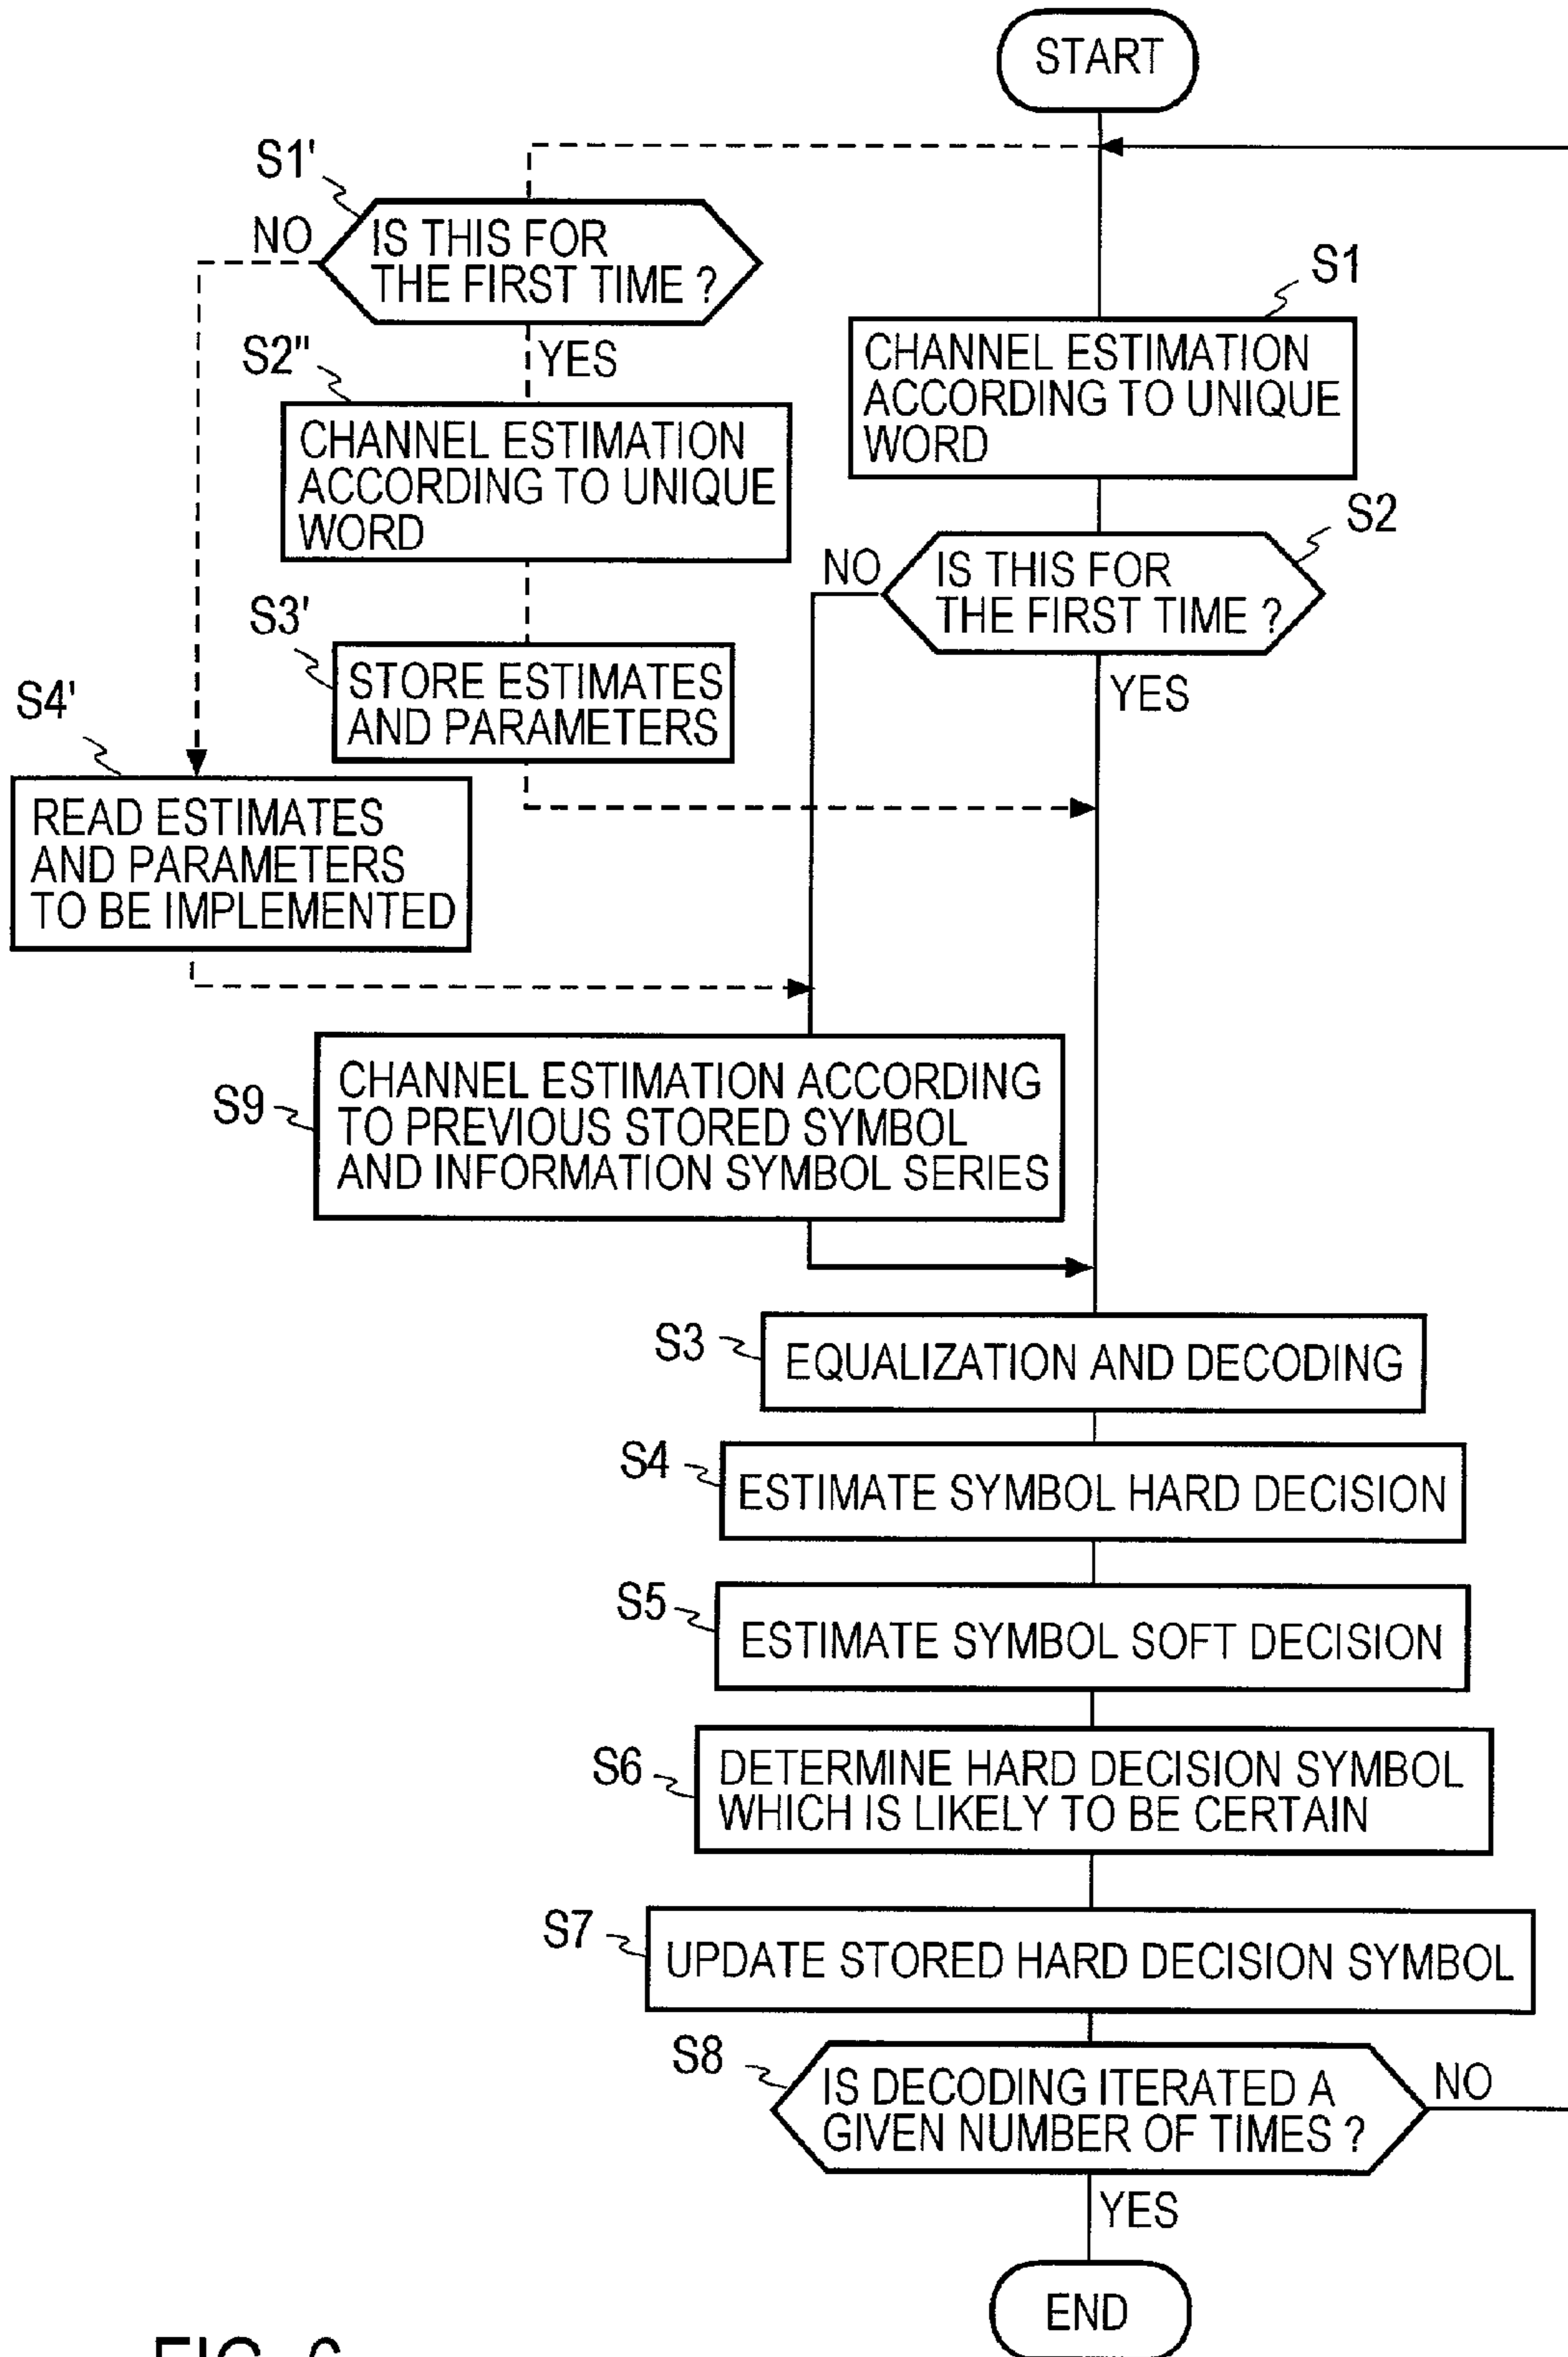 START
S1'
NO
IS THIS FOR
THE FIRST TIME ?
YES
S1
CHANNEL ESTIMATION
ACCORDING TO UNIQUE
WORD
S2"
CHANNEL ESTIMATION
ACCORDING TO UNIQUE
WORD
S2
NO
IS THIS FOR
THE FIRST TIME ?
YES
S3'
STORE ESTIMATES
AND PARAMETERS
S4'
READ ESTIMATES
AND PARAMETERS
TO BE IMPLEMENTED
S9
CHANNEL ESTIMATION ACCORDING
TO PREVIOUS STORED SYMBOL
AND INFORMATION SYMBOL SERIES
S3
EQUALIZATION AND DECODING
S4
ESTIMATE SYMBOL HARD DECISION
S5
ESTIMATE SYMBOL SOFT DECISION
S6
DETERMINE HARD DECISION SYMBOL
WHICH IS LIKELY TO BE CERTAIN
S7
UPDATE STORED HARD DECISION SYMBOL
S8
IS DECODING ITERATED A
GIVEN NUMBER OF TIMES ?
NO
YES
END